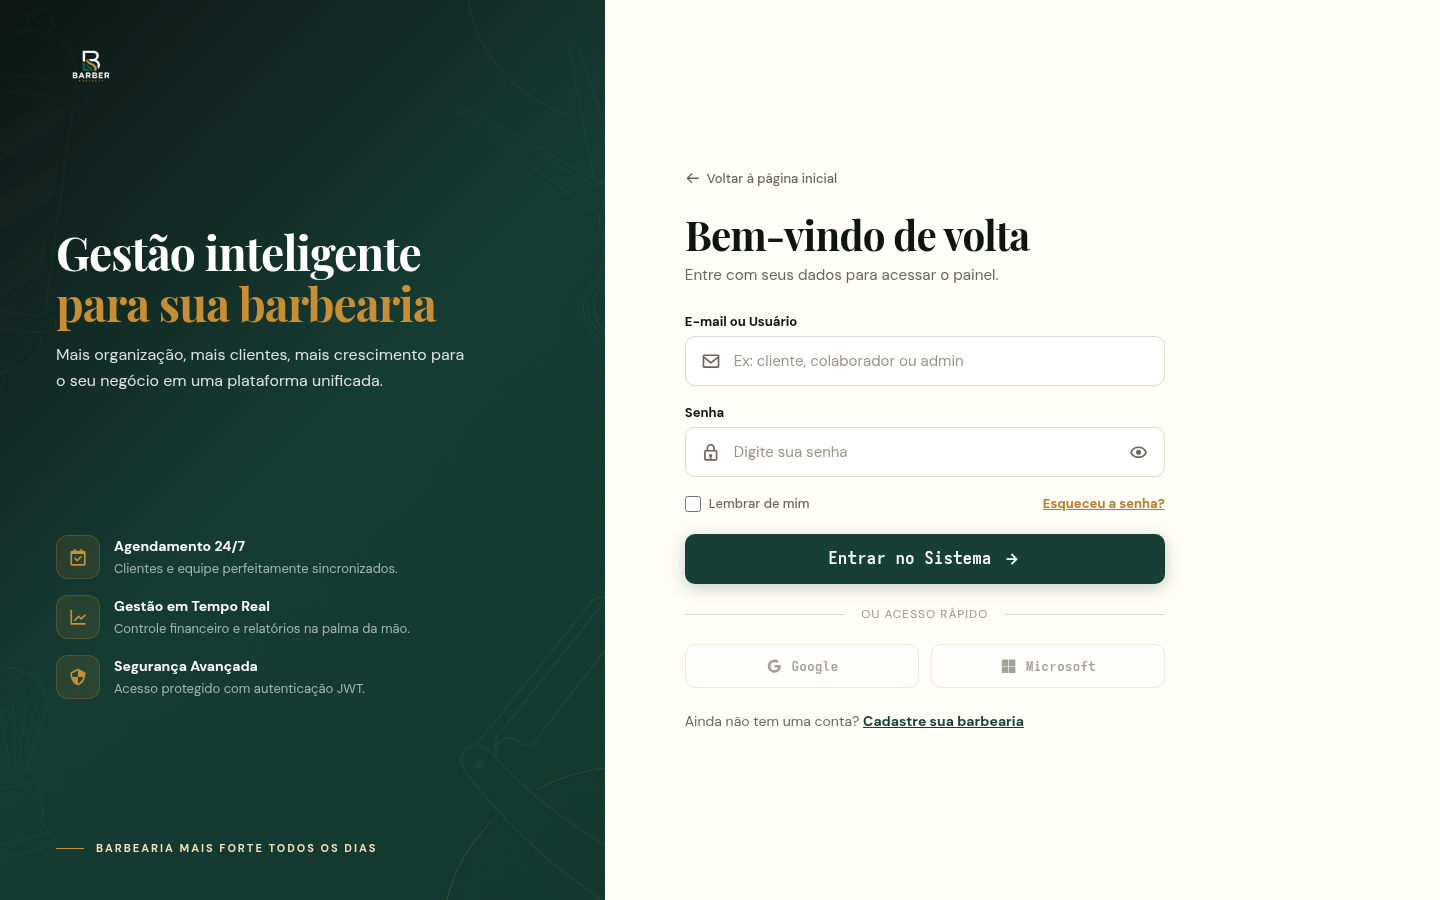 BARBER
Gestão inteligente
para sua barbearia
Mais organização, mais clientes, mais crescimento para
o seu negócio em uma plataforma unificada.
Agendamento 24/7
Clientes e equipe perfeitamente sincronizados.
Gestão em Tempo Real
Controle financeiro e relatórios na palma da mão.
Segurança Avançada
Acesso protegido com autenticação JWT.
BARBEARIA MAIS FORTE TODOS OS DIAS
Voltar à página inicial
Bem-vindo de volta
Entre com seus dados para acessar o painel.
E-mail ou Usuário
Ex: cliente, colaborador ou admin
Senha
Digite sua senha
Lembrar de mim
Esqueceu a senha?
Entrar no Sistema →
OU ACESSO RÁPIDO
Google
Microsoft
Ainda não tem uma conta? Cadastre sua barbearia